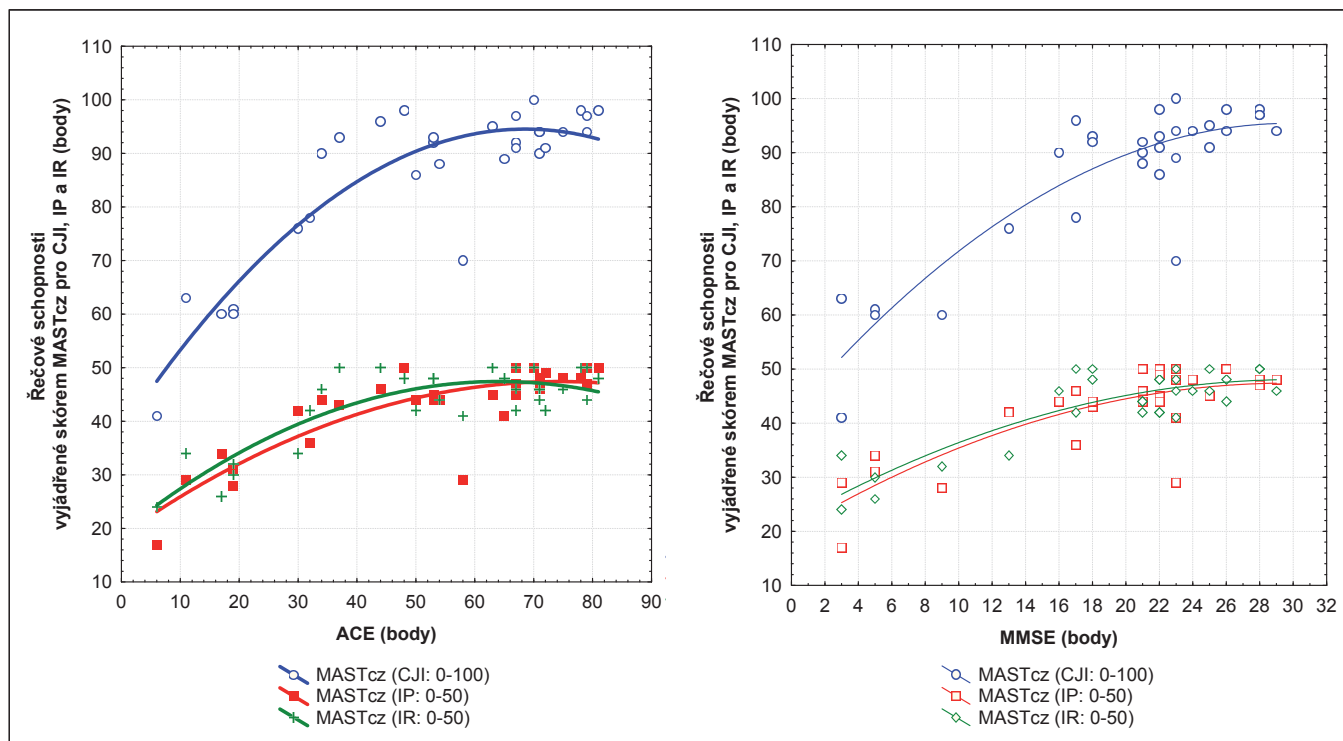 Řečové schopnosti
vyjádřené skórem MASTcz pro CJI, IP a IR (body)
110
100
90
80
70
60
50
40
30
20
10
0 10 20 30 40 50 60 70 80 90
ACE (body)
MASTcz (CJI: 0-100)
MASTcz (IP: 0-50)
MASTcz (IR: 0-50)
Řečové schopnosti
vyjádřené skórem MASTcz pro CJI, IP a IR (body)
110
100
90
80
70
60
50
40
30
20
10
0 2 4 6 8 10 12 14 16 18 20 22 24 26 28 30 32
MMSE (body)
MASTcz (CJI: 0-100)
MASTcz (IP: 0-50)
MASTcz (IR: 0-50)